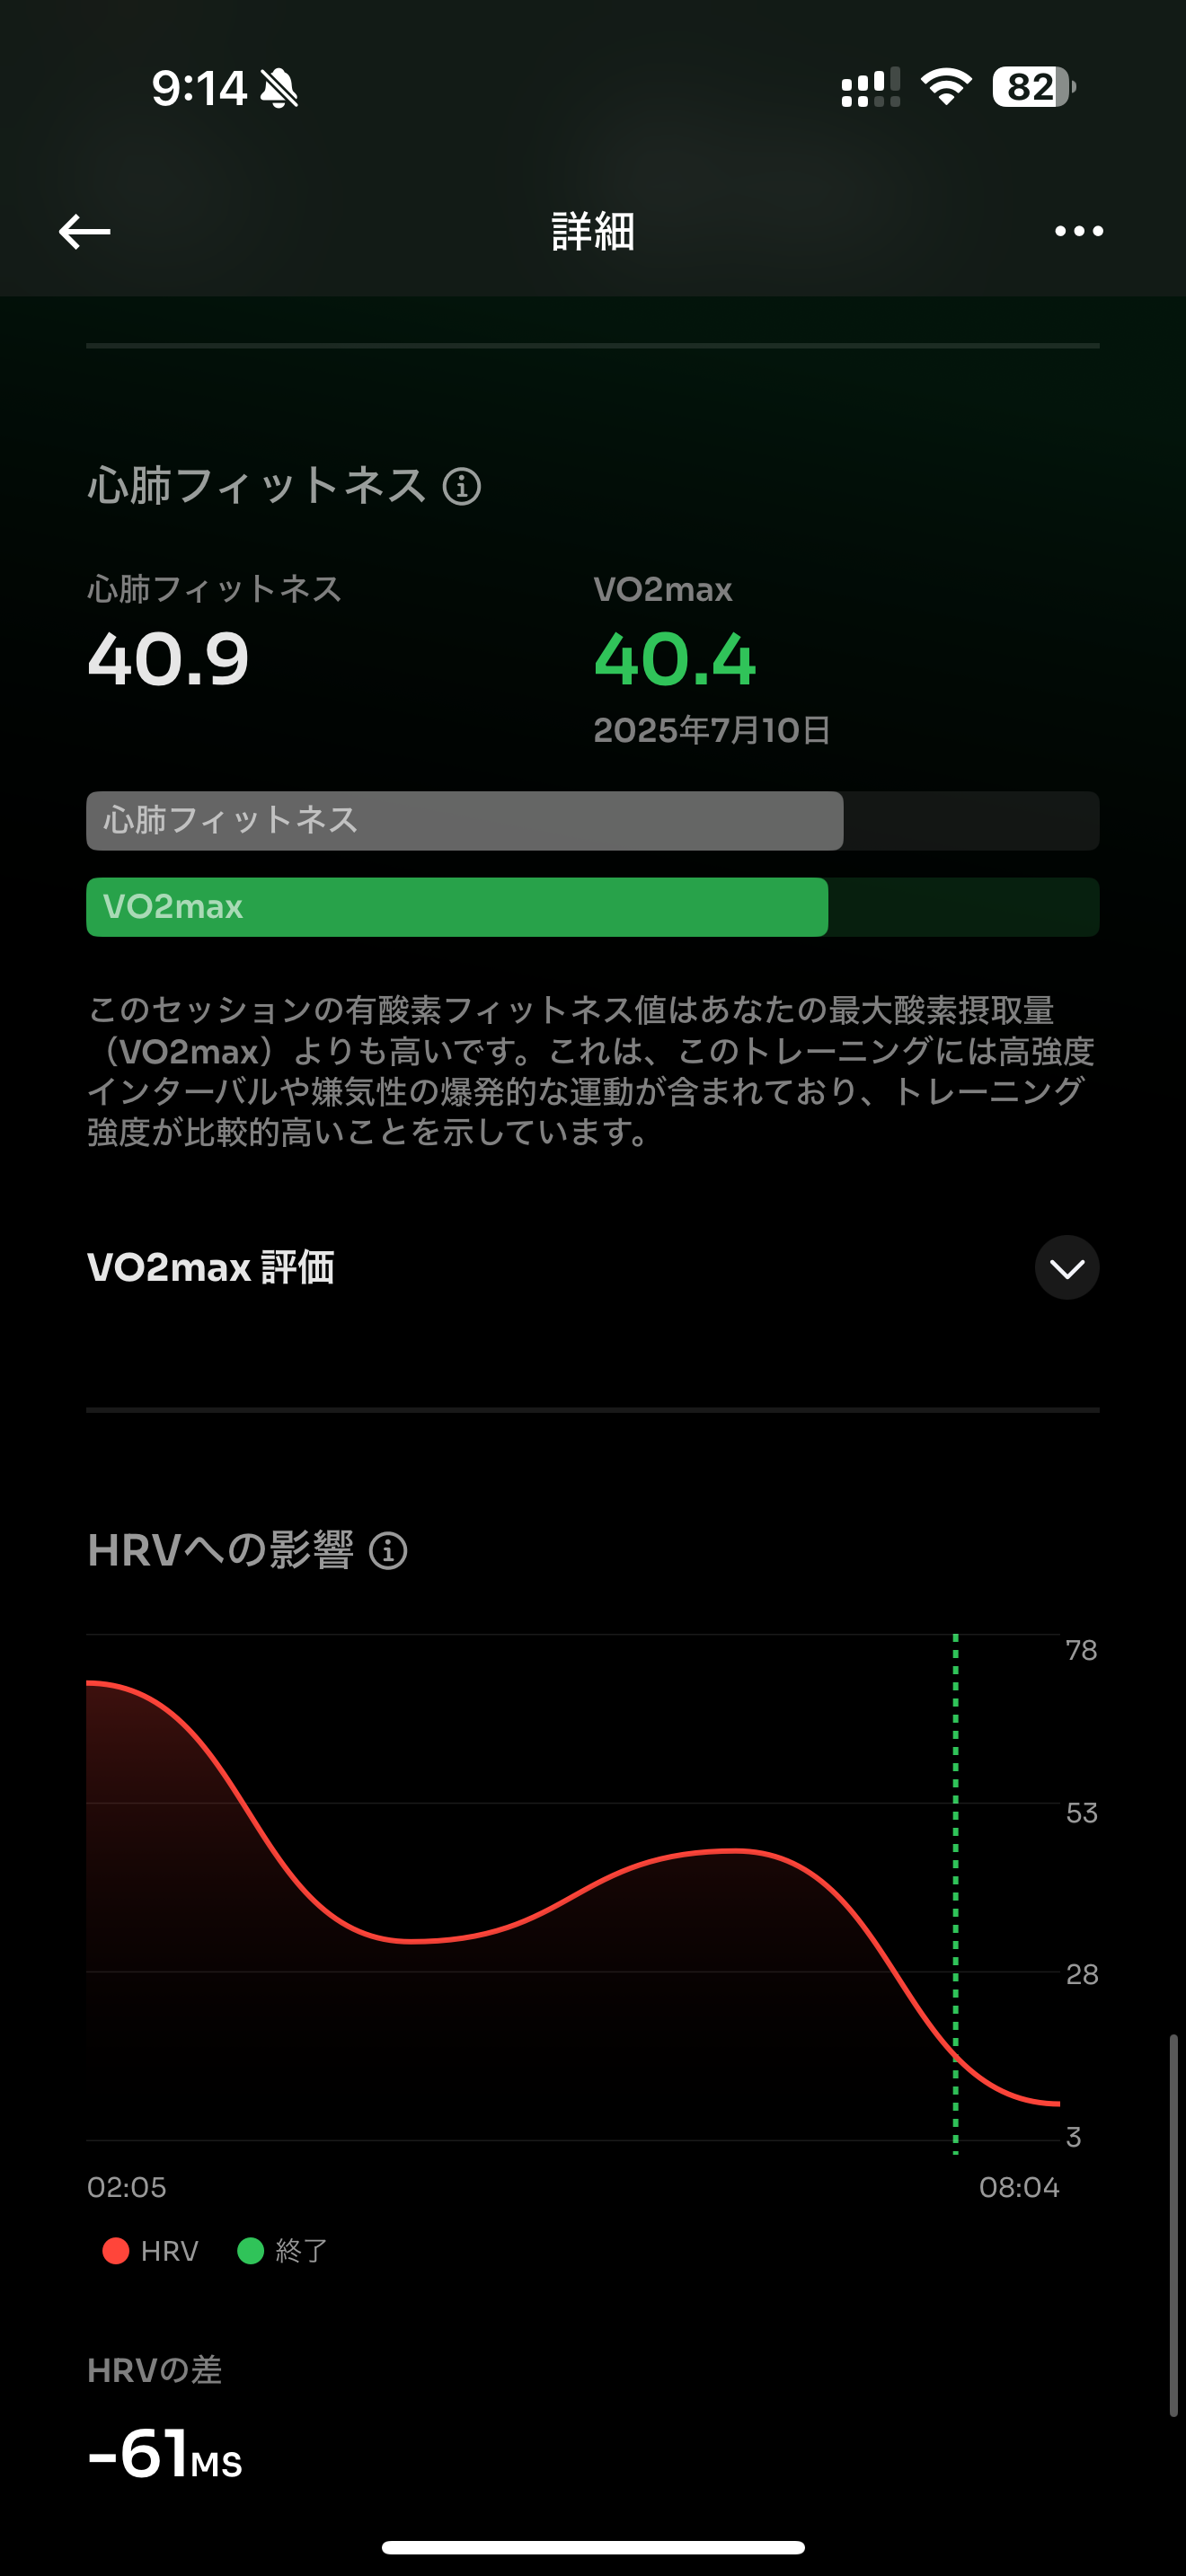 9:14
82
詳細
心肺フィットネス
心肺フィットネス VO2max
40.9 40.4
2025年7月10日
心肺フィットネス
VO2max
このセッションの有酸素フィットネス値はあなたの最大酸素摂取量
（VO2max）よりも高いです。これは、このトレーニングには高強度
インターバルや嫌気性の爆発的な運動が含まれており、トレーニング
強度が比較的高いことを示しています。
VO2max 評価
HRVへの影響
78
53
28
3
02:05 08:04
HRV 終了
HRVの差
-61MS